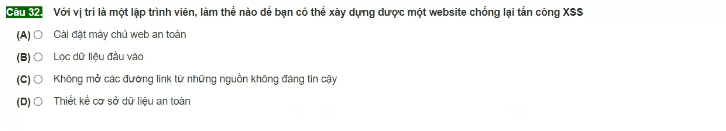 Câu 32. Với vị trí là một lập trình viên, làm thế nào để bạn có thể xây dựng được một website chống lại tấn công XSS
(A) Cài đặt máy chủ web an toàn
(B) Lọc dữ liệu đầu vào
(C) Không mở các đường link từ những nguồn không đáng tin cậy
(D) Thiết kế cơ sở dữ liệu an toàn